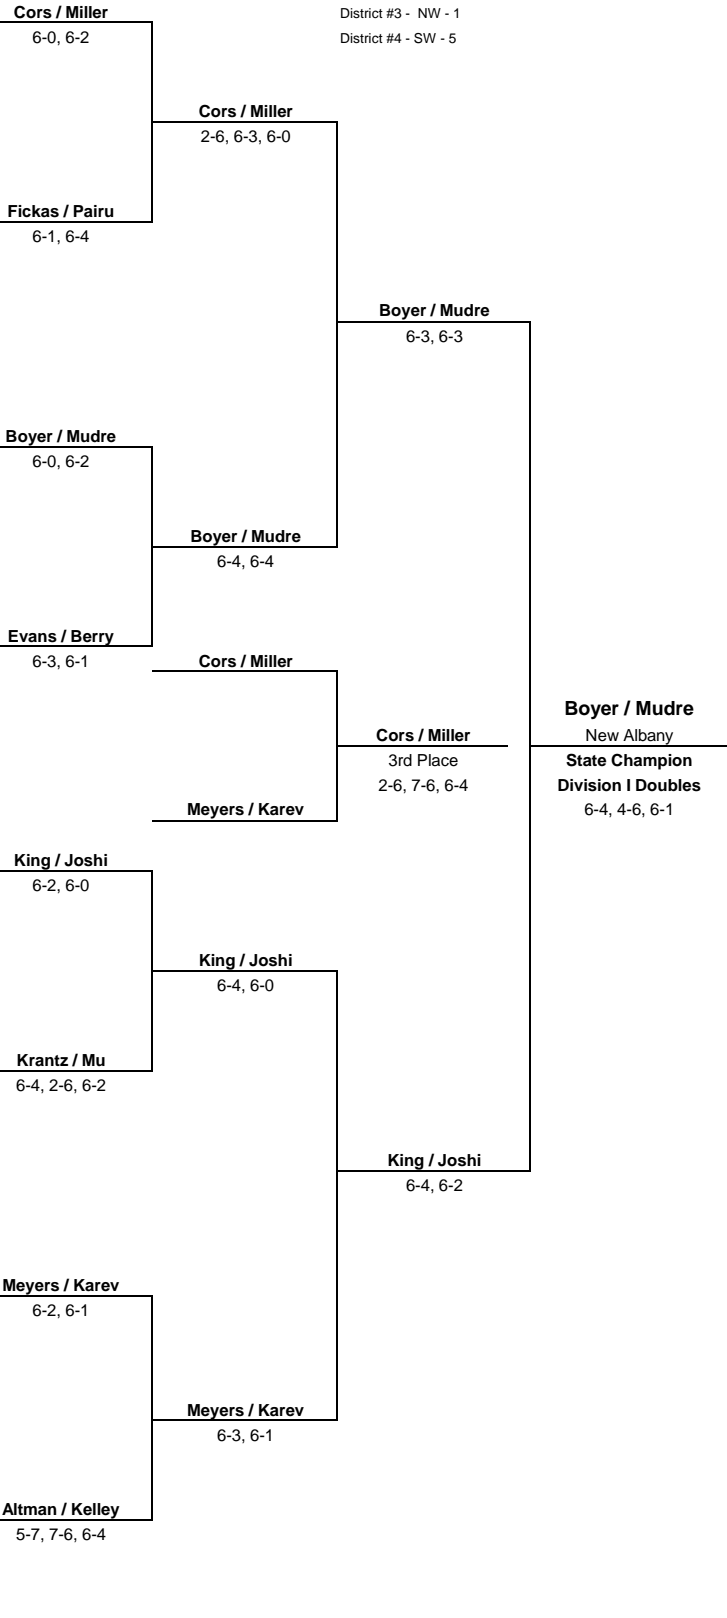 Cors / Miller
6-0, 6-2
District #3 -  NW - 1
District #4 - SW - 5
Cors / Miller
2-6, 6-3, 6-0
Fickas / Pairu
6-1, 6-4
Boyer / Mudre
6-3, 6-3
Boyer / Mudre
6-0, 6-2
Boyer / Mudre
6-4, 6-4
Evans / Berry
6-3, 6-1
Cors / Miller
Cors / Miller
3rd Place
2-6, 7-6, 6-4
Meyers / Karev
Boyer / Mudre
New Albany
State Champion
Division I Doubles
6-4, 4-6, 6-1
King / Joshi
6-2, 6-0
King / Joshi
6-4, 6-0
Krantz / Mu
6-4, 2-6, 6-2
King / Joshi
6-4, 6-2
Meyers / Karev
6-2, 6-1
Meyers / Karev
6-3, 6-1
Altman / Kelley
5-7, 7-6, 6-4